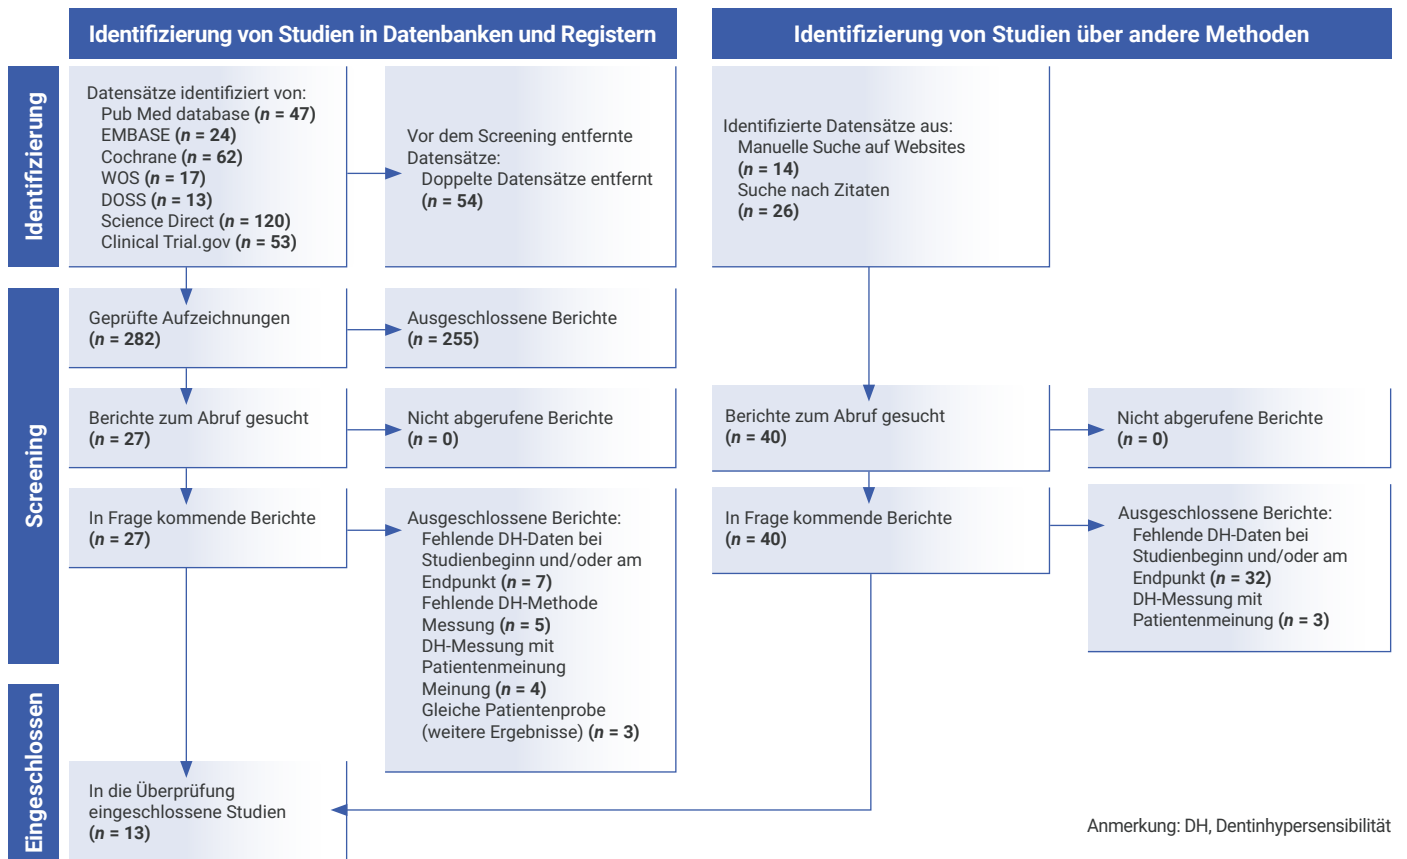 Identifizierung von Studien in Datenbanken und Registern
Identifizierung von Studien über andere Methoden
Identifizierung
Datensätze identifiziert von:
Pub Med database (n = 47)
EMBASE (n = 24)
Cochrane (n = 62)
WOS (n = 17)
DOSS (n = 13)
Science Direct (n = 120)
Clinical Trial.gov (n = 53)
Vor dem Screening entfernte
Datensätze:
Doppelte Datensätze entfernt
(n = 54)
Identifizierte Datensätze aus:
Manuelle Suche auf Websites
(n = 14)
Suche nach Zitaten
(n = 26)
Screening
Geprüfte Aufzeichnungen
(n = 282)
Ausgeschlossene Berichte
(n = 255)
Berichte zum Abruf gesucht
(n = 27)
Nicht abgerufene Berichte
(n = 0)
Berichte zum Abruf gesucht
(n = 40)
Nicht abgerufene Berichte
(n = 0)
In Frage kommende Berichte
(n = 27)
Ausgeschlossene Berichte:
Fehlende DH-Daten bei
Studienbeginn und/oder am
Endpunkt (n = 7)
Fehlende DH-Methode
Messung (n = 5)
DH-Messung mit
Patientenmeinung
Meinung (n = 4)
Gleiche Patientenprobe
(weitere Ergebnisse) (n = 3)
In Frage kommende Berichte
(n = 40)
Ausgeschlossene Berichte:
Fehlende DH-Daten bei
Studienbeginn und/oder am
Endpunkt (n = 32)
DH-Messung mit
Patientenmeinung (n = 3)
Eingeschlossen
In die Überprüfung
eingeschlossene Studien
(n = 13)
Anmerkung: DH, Dentinhypersensibilität